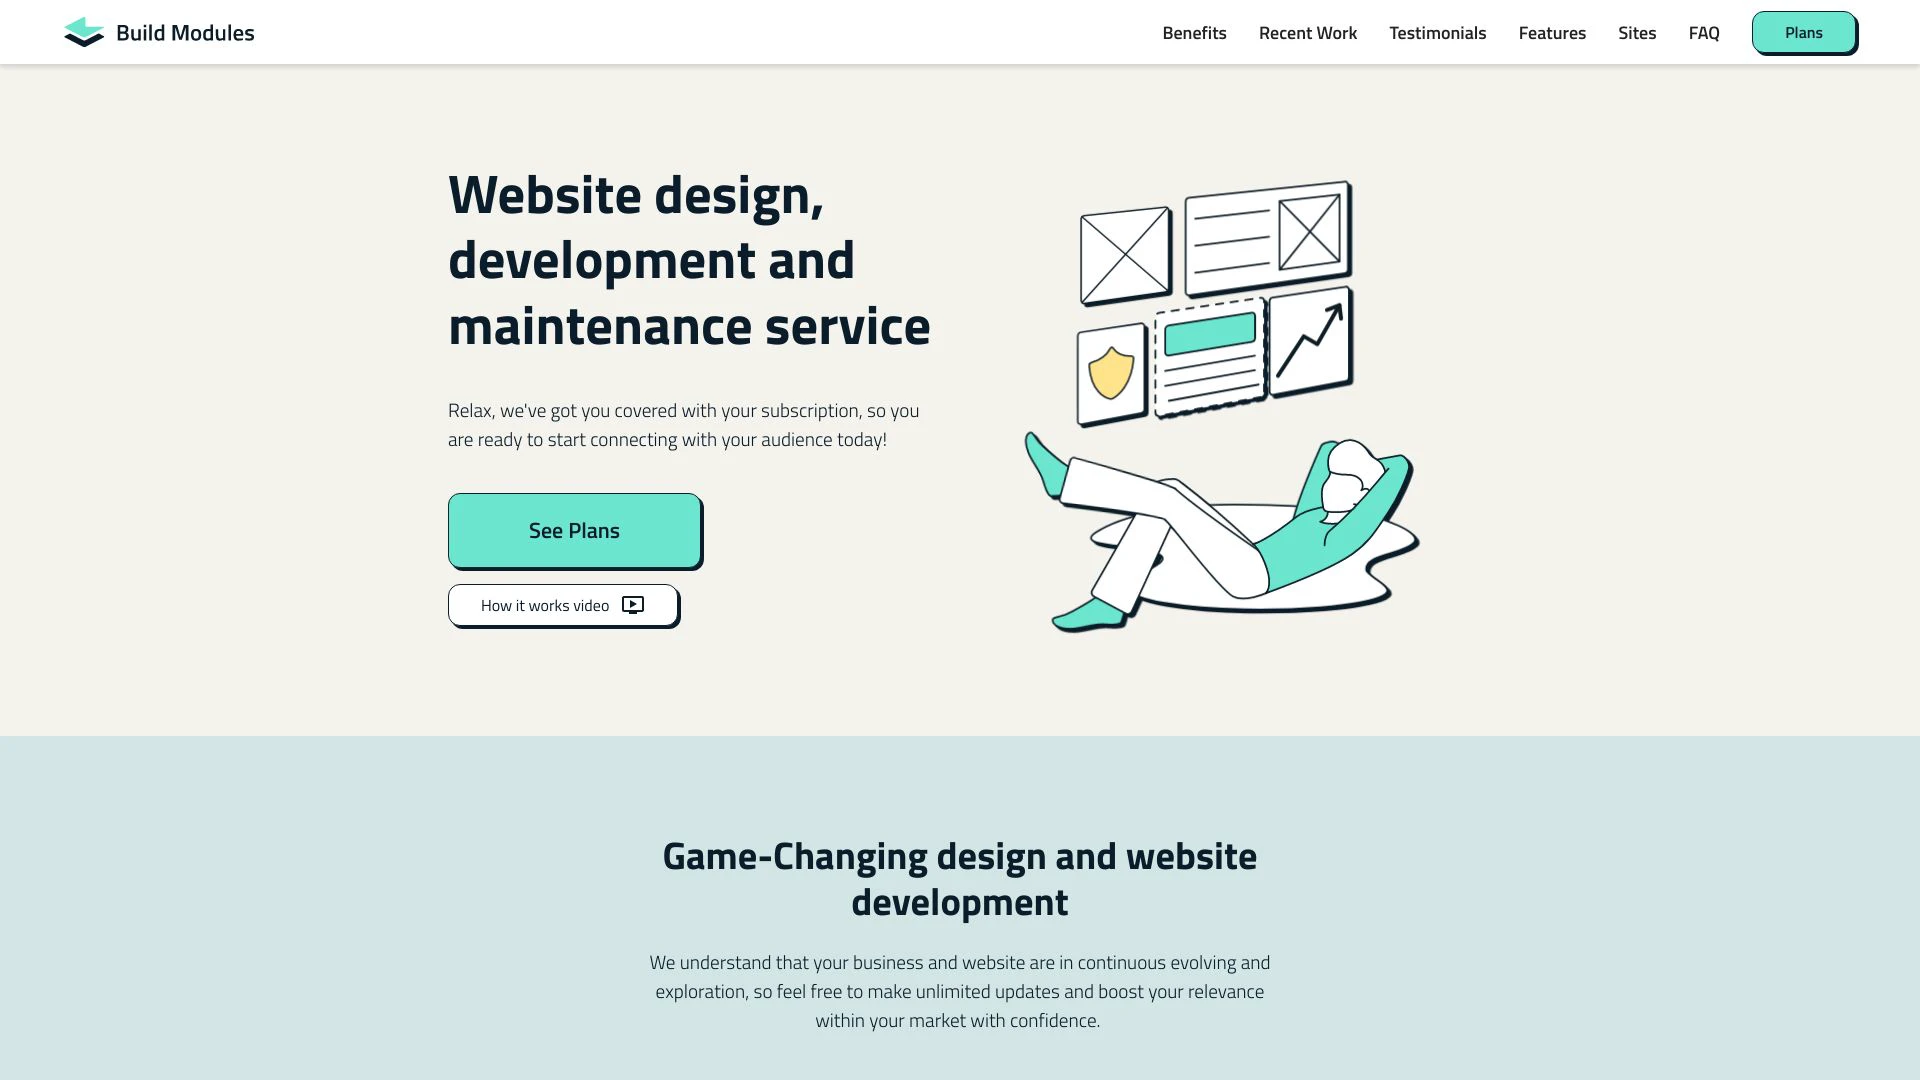 Build Modules
Benefits
Recent Work
Testimonials
Features
Sites
FAQ
Plans
Website design,
development and
maintenance service
Relax, we've got you covered with your subscription, so you
are ready to start connecting with your audience today!
See Plans
How it works video
Game-Changing design and website
development
We understand that your business and website are in continuous evolving and
exploration, so feel free to make unlimited updates and boost your relevance
within your market with confidence.